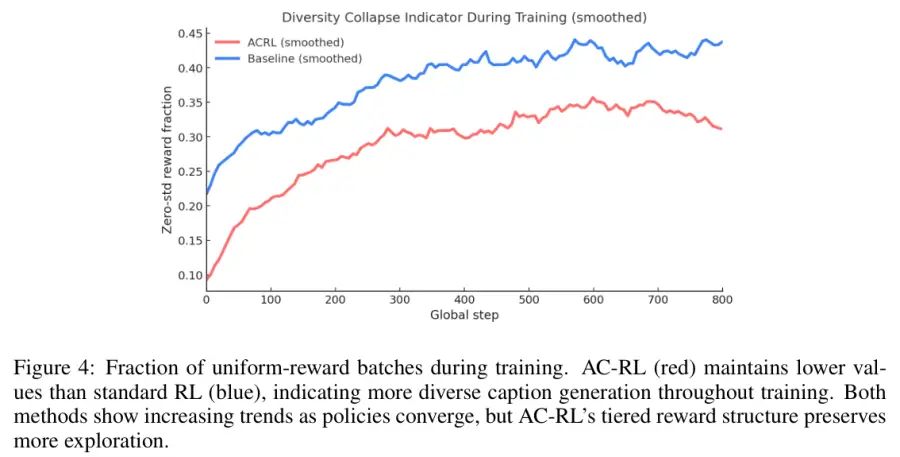 Diversity Collapse Indicator During Training (smoothed)
ACRL (smoothed)
Baseline (smoothed)
Zero-std reward fraction
0.45
0.40
0.35
0.30
0.25
0.20
0.15
0.10
0 100 200 300 400 500 600 700 800
Global step
Figure 4: Fraction of uniform-reward batches during training. AC-RL (red) maintains lower val-
ues than standard RL (blue), indicating more diverse caption generation throughout training. Both
methods show increasing trends as policies converge, but AC-RL's tiered reward structure preserves
more exploration.